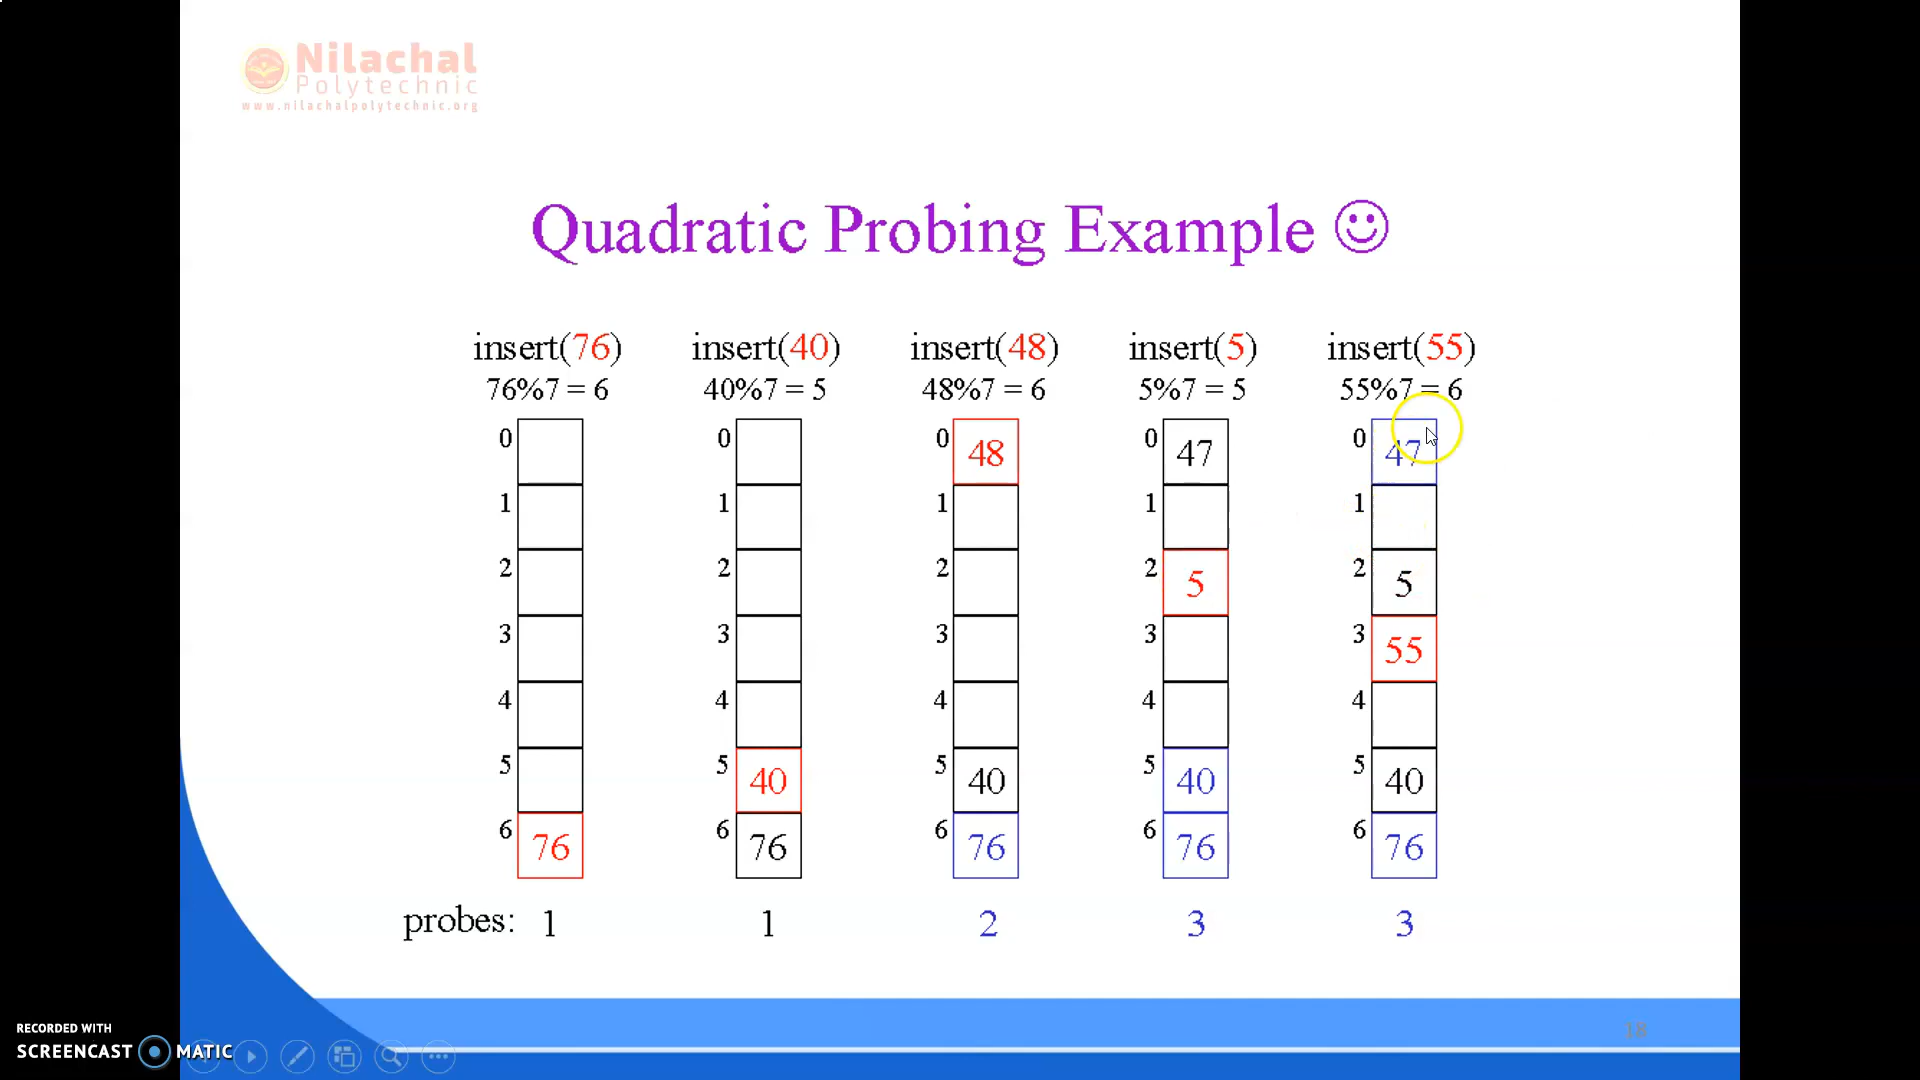 Nilachal
Polytechnic
www.nilachalpolytechnic.org
Quadratic Probing Example ☺
insert(76) insert(40) insert(48) insert(5) insert(55)
76%7 = 6 40%7 = 5 48%7 = 6 5%7 = 5 55%7 = 6
0 0 0 48 0 47 0 47
1 1 1 1 1
2 2 2 2 5 2 5
3 3 3 3 3 55
4 4 4 4 4
5 5 40 5 40 5 40 5 40
6 76 6 76 6 76 6 76 6 76
probes: 1 1 2 3 3
18
RECORDED WITH
SCREENCAST MATIC